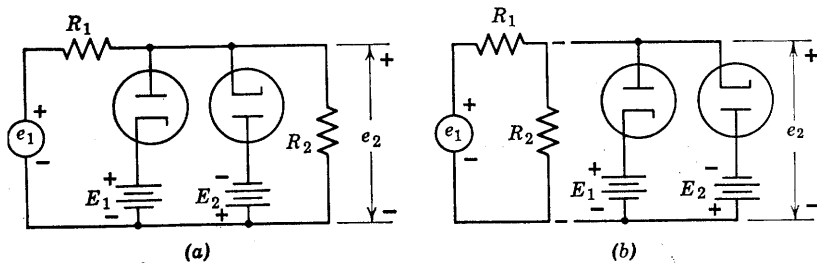 R₁
+
e₁
−
+
E₁
−
−
E₂
+
R₂
+
e₂
−
(a)
R₁
+
e₁
−
R₂
+
E₁
−
−
E₂
+
+
e₂
−
(b)